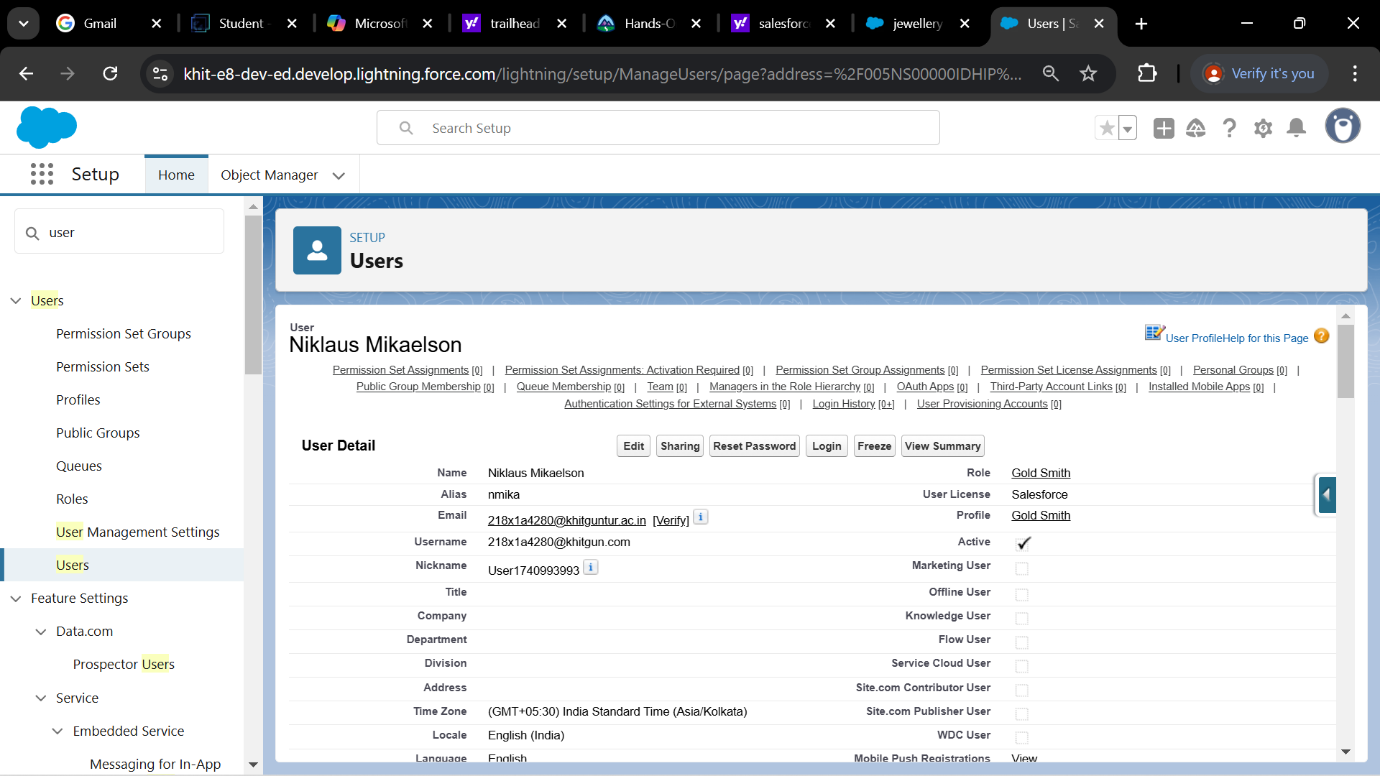 Gmail
Student
Microsoft
trailhead
Hands-O
salesforc
jewellery
Users | Sa
khit-e8-dev-ed.develop.lightning.force.com/lightning/setup/ManageUsers/page?address=%2F005NS00000IDHIP%...
Verify it's you
Search Setup
Setup
Home
Object Manager
user
Users
Permission Set Groups
Permission Sets
Profiles
Public Groups
Queues
Roles
User Management Settings
Users
Feature Settings
Data.com
Prospector Users
Service
Embedded Service
Messaging for In-App
SETUP
Users
User
Niklaus Mikaelson
User Profile Help for this Page
Permission Set Assignments [0] | Permission Set Assignments: Activation Required [0] | Permission Set Group Assignments [0] | Permission Set License Assignments [0] | Personal Groups [0] |
Public Group Membership [0] | Queue Membership [0] | Team [0] | Managers in the Role Hierarchy [0] | OAuth Apps [0] | Third-Party Account Links [0] | Installed Mobile Apps [0] |
Authentication Settings for External Systems [0] | Login History [0+] | User Provisioning Accounts [0]
User Detail
Edit Sharing Reset Password Login Freeze View Summary
Name Niklaus Mikaelson Role Gold Smith
Alias nmika User License Salesforce
Email 218x1a4280@khitguntur.ac.in [Verify] i Profile Gold Smith
Username 218x1a4280@khitgun.com Active
Nickname User1740993993 i Marketing User
Title Offline User
Company Knowledge User
Department Flow User
Division Service Cloud User
Address Site.com Contributor User
Time Zone (GMT+05:30) India Standard Time (Asia/Kolkata) Site.com Publisher User
Locale English (India) WDC User
Language English Mobile Push Registrations View